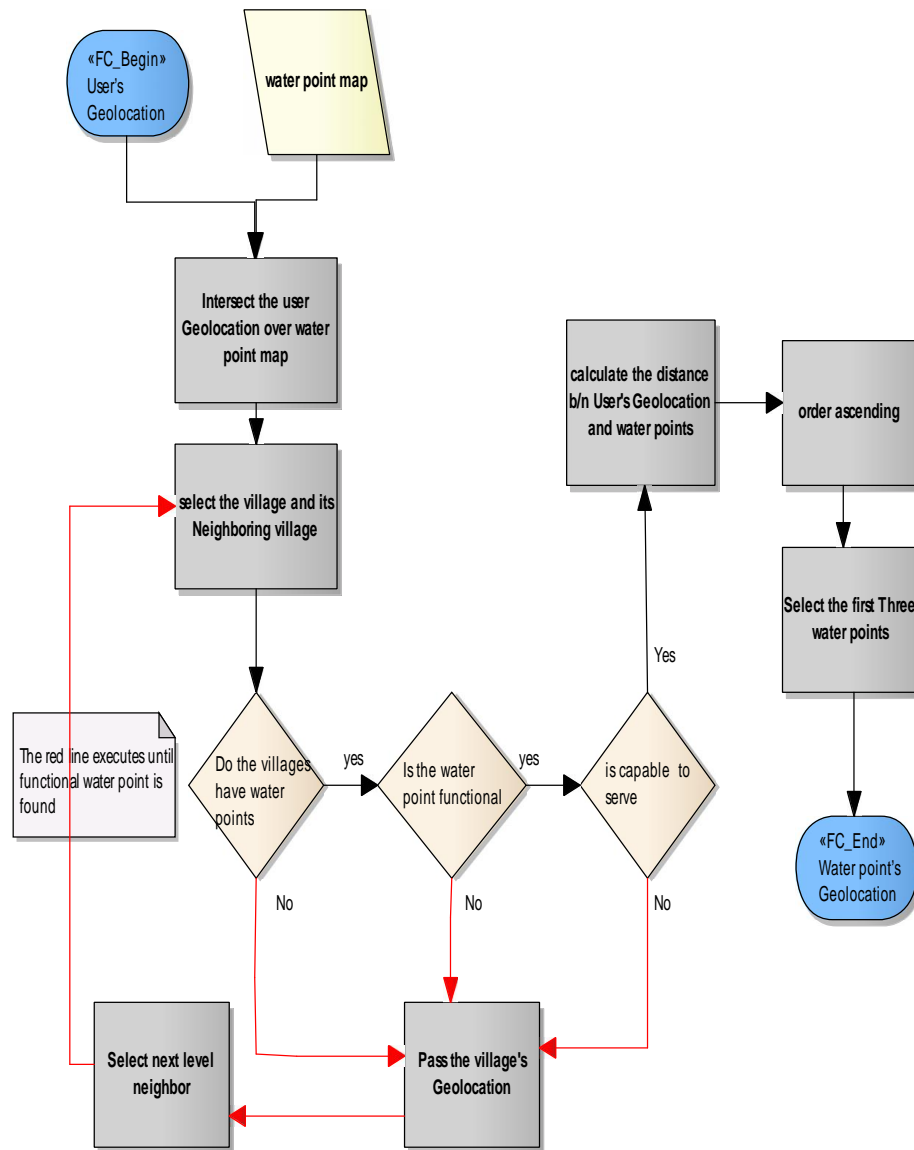 «FC_Begin»
User's
Geolocation
water point map
Intersect the user
Geolocation over water
point map
select the village and its
Neighboring village
calculate the distance
b/n User's Geolocation
and water points
order ascending
Select the first Three
water points
Yes
The red line executes until
functional water point is
found
Do the villages
have water
points
yes
Is the water
point functional
yes
is capable to
serve
«FC_End»
Water point's
Geolocation
No
No
No
Select next level
neighbor
Pass the village's
Geolocation